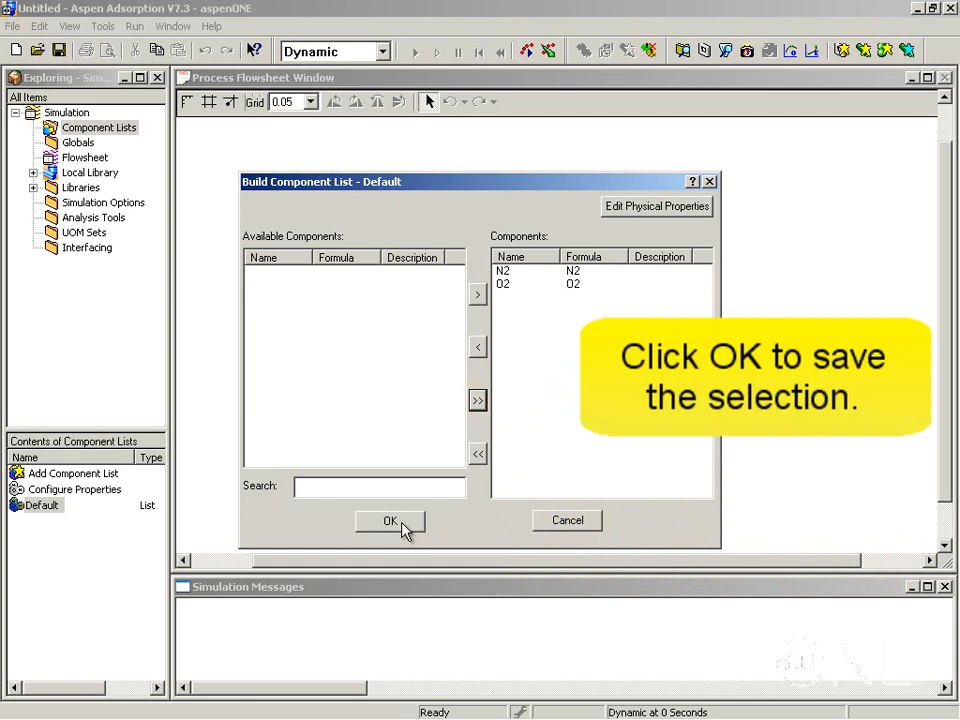 Untitled - Aspen Adsorption V7.3 - aspenONE
File Edit View Tools Run Window Help
Dynamic
Exploring - Sim...
Process Flowsheet Window
All Items
Grid 0.05
Simulation
Component Lists
Globals
Flowsheet
Local Library
Libraries
Simulation Options
Analysis Tools
UOM Sets
Interfacing
Build Component List - Default
Edit Physical Properties
Available Components:
Components:
Name Formula Description
Name Formula Description
N2 N2
O2 O2
>
<
>>
<<
Click OK to save
the selection.
Search:
OK
Cancel
Contents of Component Lists
Name Type
Add Component List
Configure Properties
Default List
Simulation Messages
Ready
Dynamic at 0 Seconds